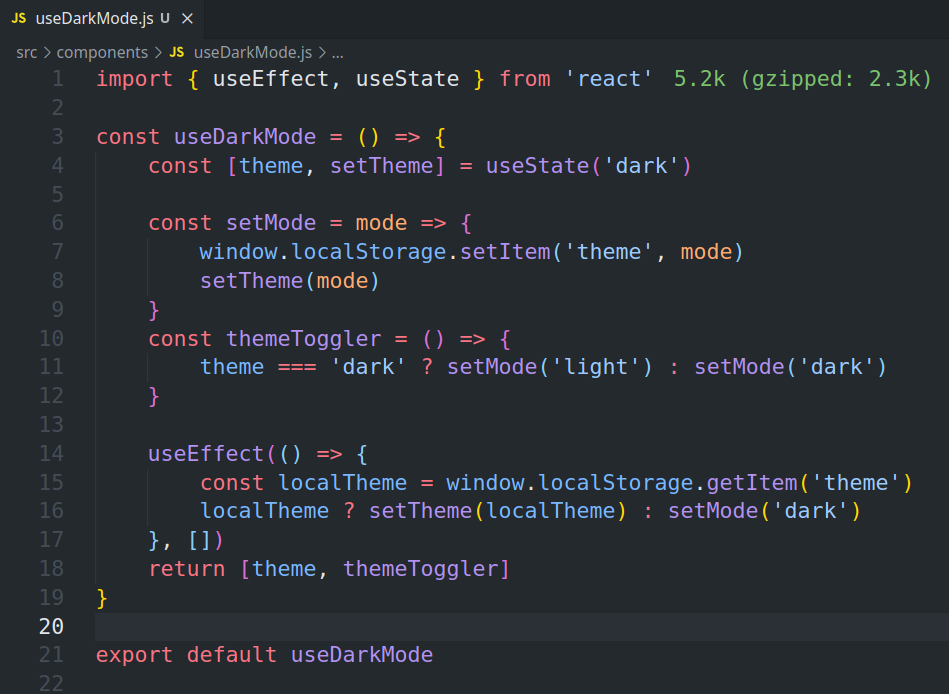 JS useDarkMode.js U ×
src > components > JS useDarkMode.js > ...
1 import { useEffect, useState } from 'react' 5.2k (gzipped: 2.3k)
2
3 const useDarkMode = () => {
4     const [theme, setTheme] = useState('dark')
5
6     const setMode = mode => {
7         window.localStorage.setItem('theme', mode)
8         setTheme(mode)
9     }
10     const themeToggler = () => {
11         theme === 'dark' ? setMode('light') : setMode('dark')
12     }
13
14     useEffect(() => {
15         const localTheme = window.localStorage.getItem('theme')
16         localTheme ? setTheme(localTheme) : setMode('dark')
17     }, [])
18     return [theme, themeToggler]
19 }
20
21 export default useDarkMode
22